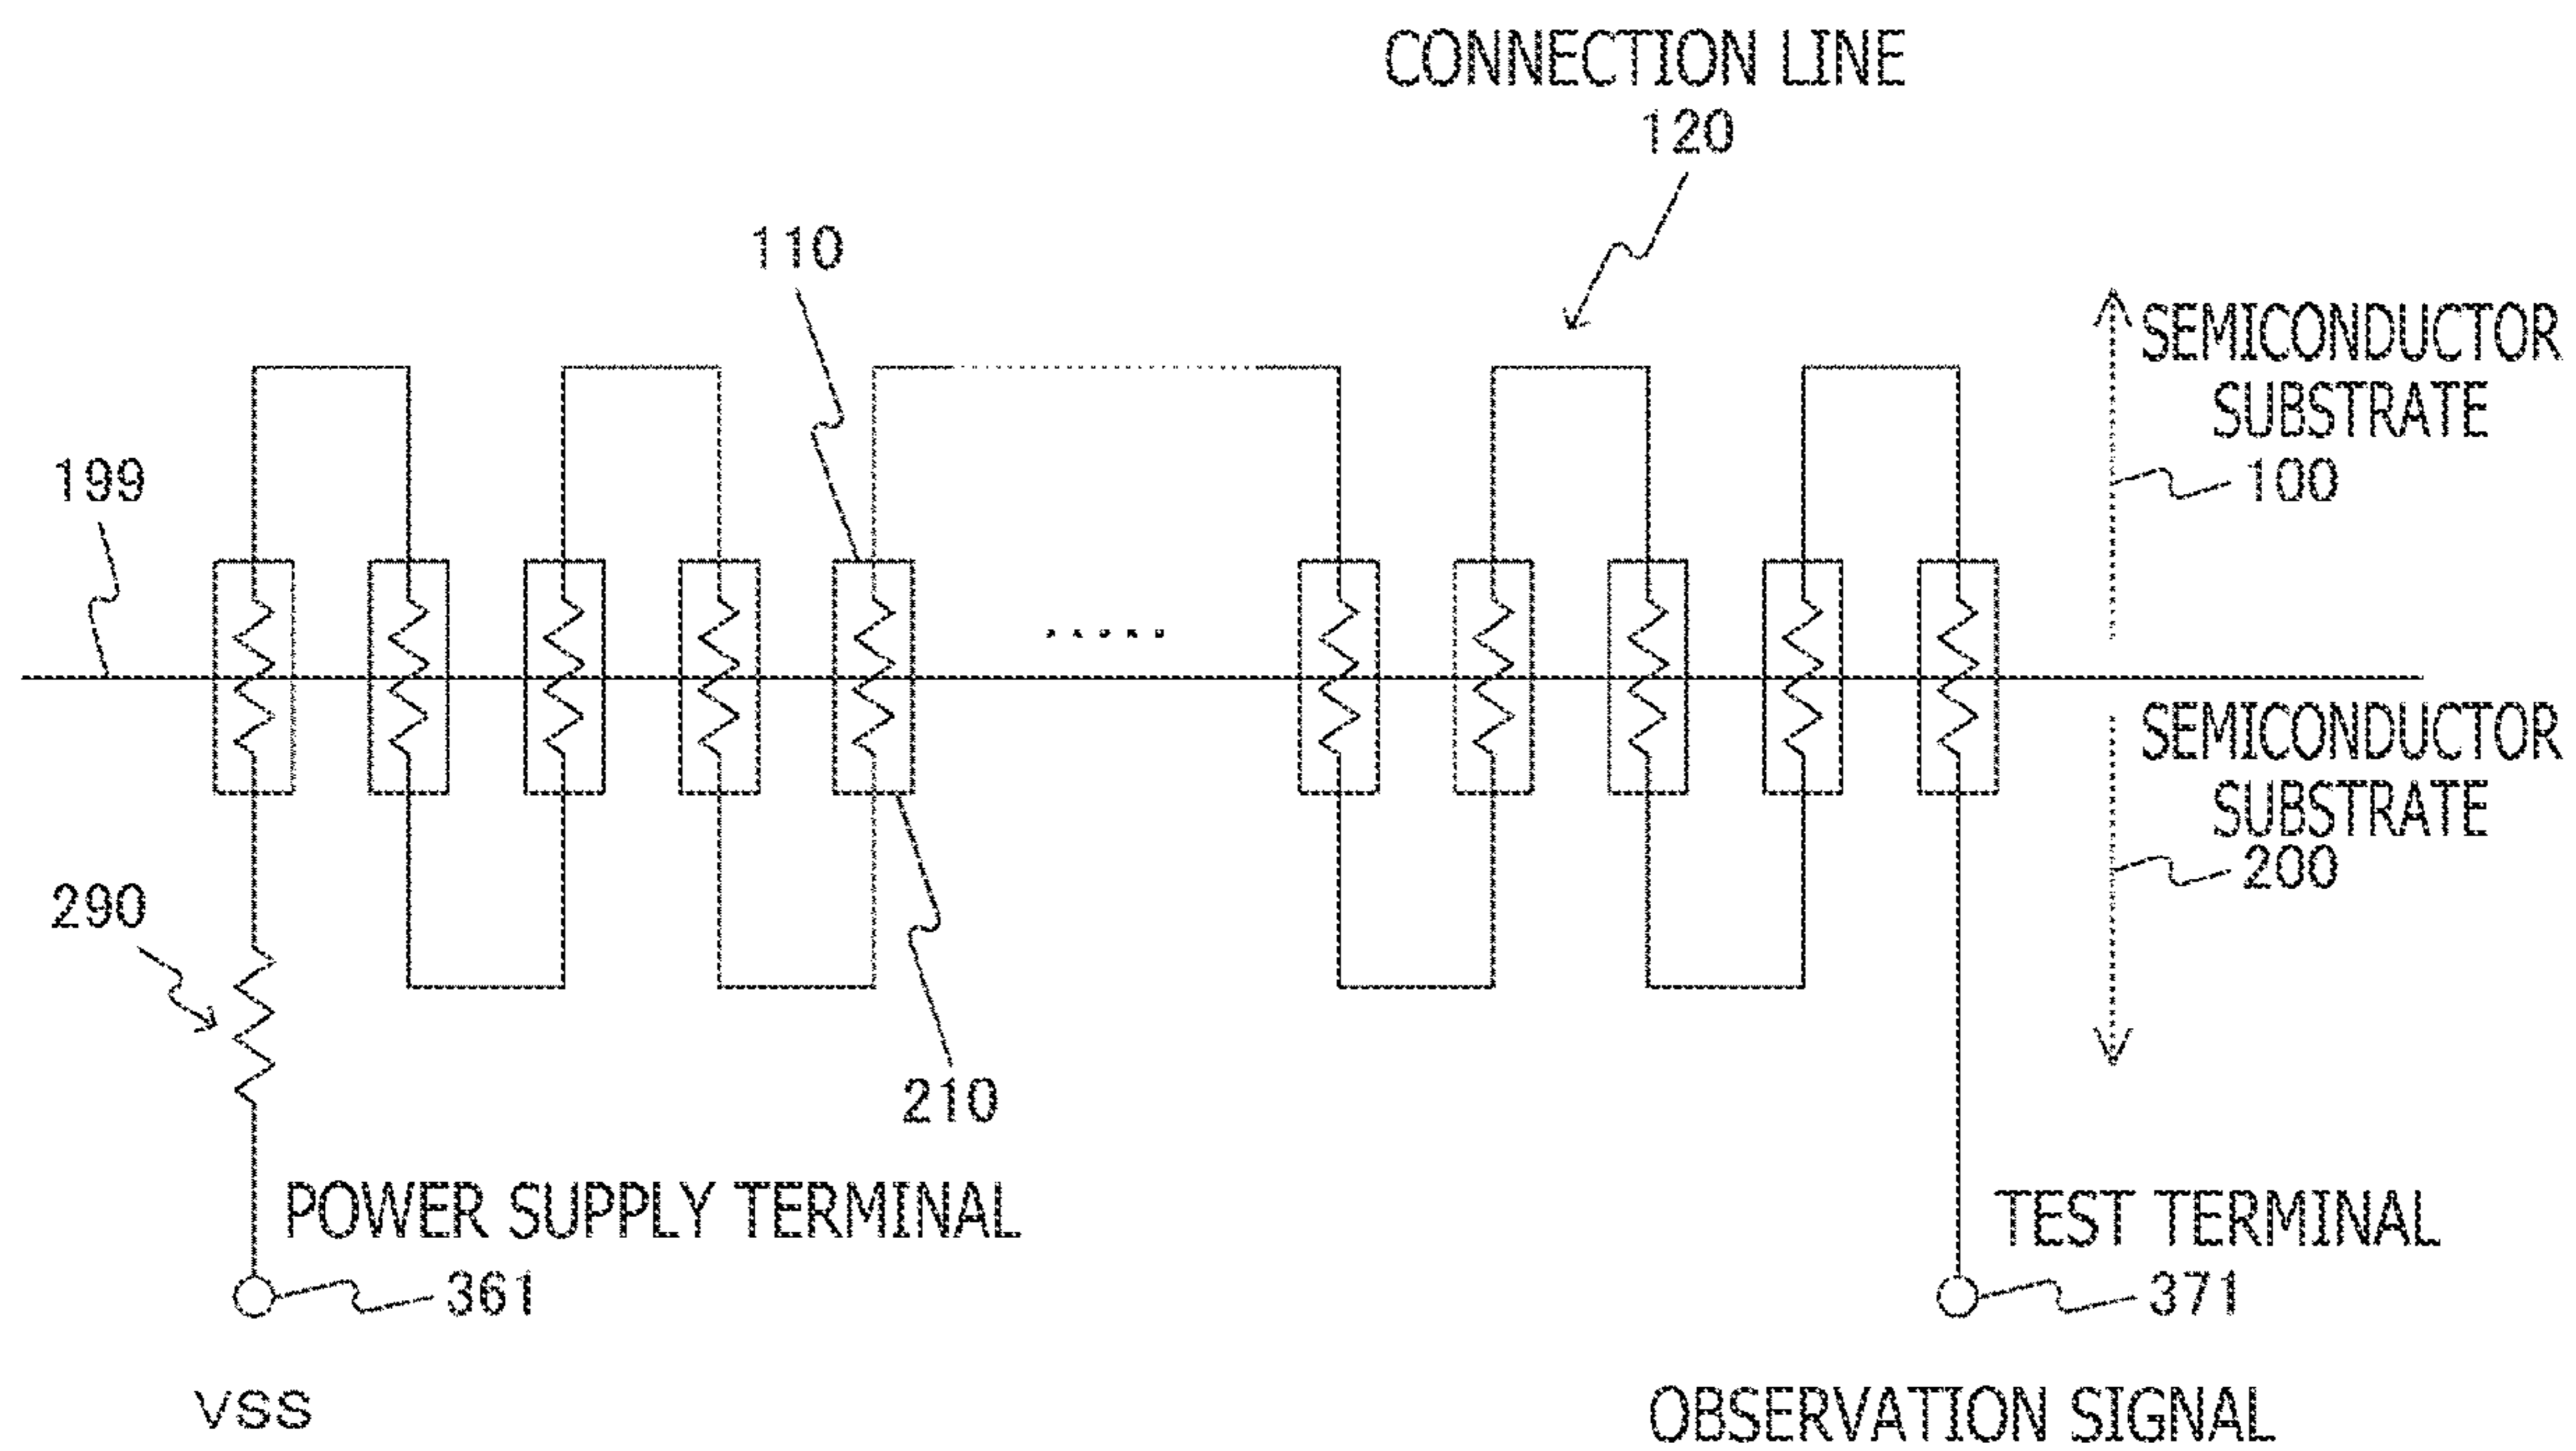 CONNECTION LINE
120
110
SEMICONDUCTOR
SUBSTRATE
100
199
SEMICONDUCTOR
SUBSTRATE
200
290
210
POWER SUPPLY TERMINAL
361
TEST TERMINAL
371
VSS
OBSERVATION SIGNAL